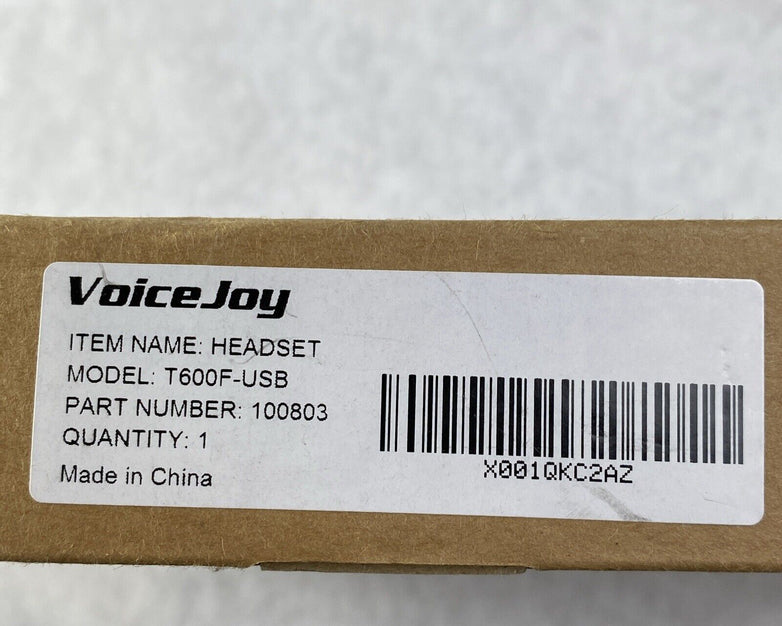 VoiceJoy
ITEM NAME: HEADSET
MODEL: T600F-USB
PART NUMBER: 100803
QUANTITY: 1
Made in China
X001QKC2AZ